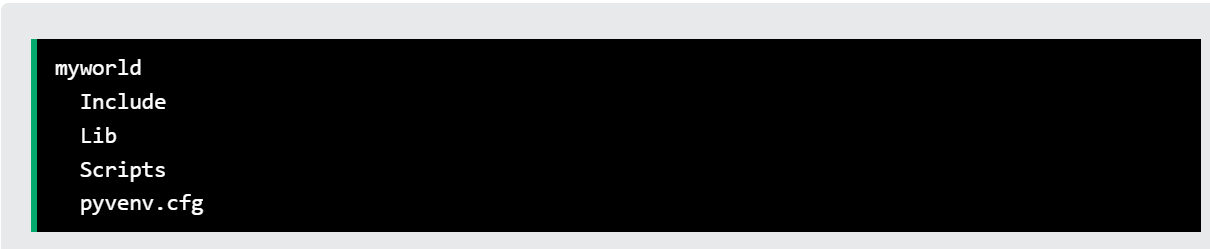 myworld
  Include
  Lib
  Scripts
  pyvenv.cfg